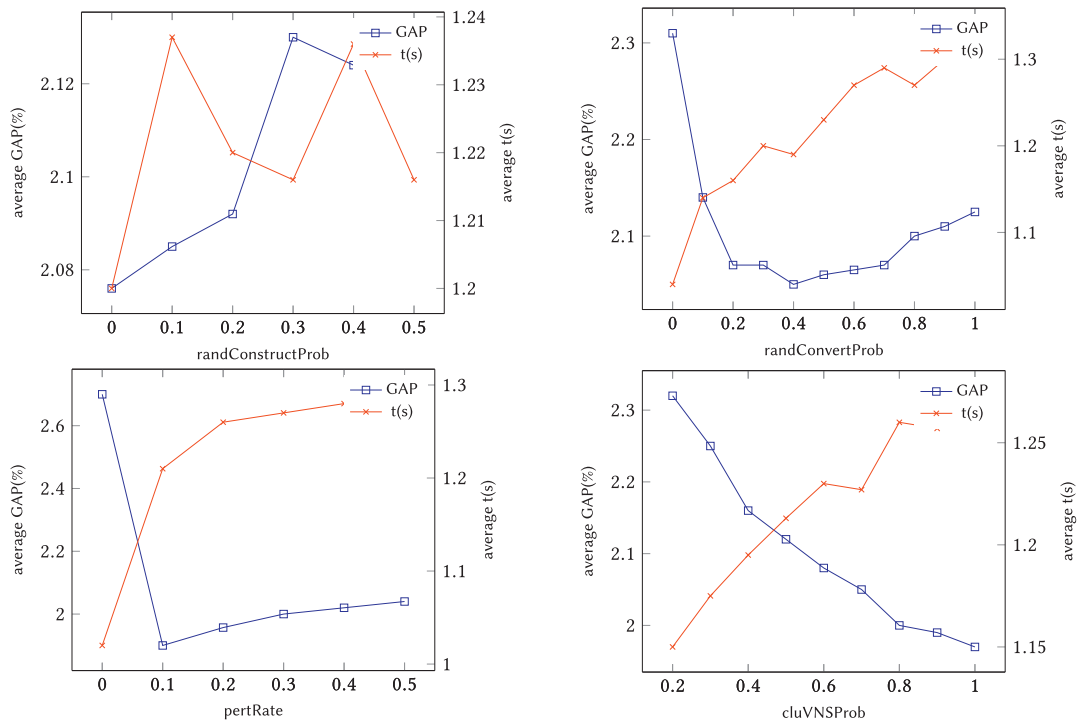 GAP
t(s)
2.12
2.1
2.08
1.24
1.23
1.22
1.21
1.2
average GAP(%)
average t(s)
0 0.1 0.2 0.3 0.4 0.5
randConstructProb
GAP
t(s)
2.3
2.2
2.1
1.3
1.2
1.1
average GAP(%)
average t(s)
0 0.2 0.4 0.6 0.8 1
randConvertProb
GAP
t(s)
2.6
2.4
2.2
2
1.3
1.2
1.1
1
average GAP(%)
average t(s)
0 0.1 0.2 0.3 0.4 0.5
pertRate
GAP
t(s)
2.3
2.2
2.1
2
1.25
1.2
1.15
average GAP(%)
average t(s)
0.2 0.4 0.6 0.8 1
cluVNSProb